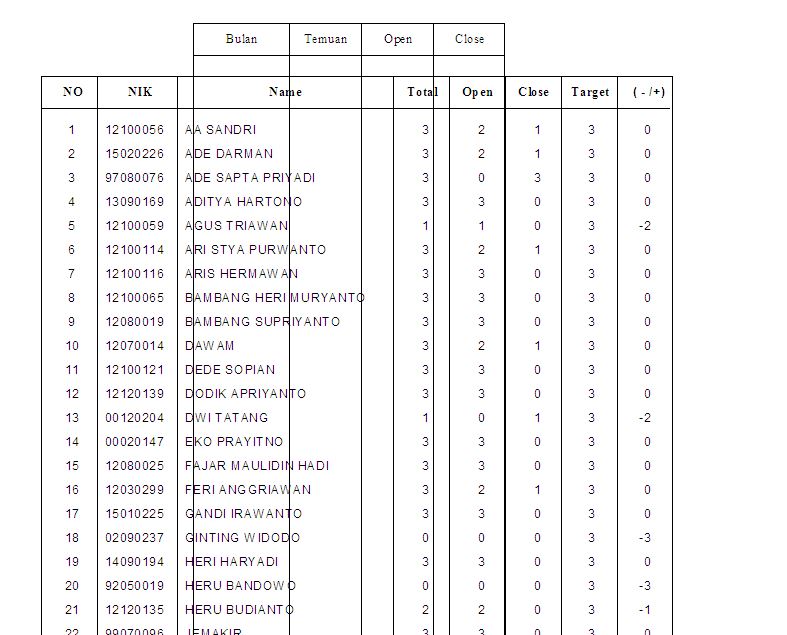 Bulan Temuan Open Close
NO NIK Name Total Open Close Target ( - /+)
1 12100056 AA SANDRI 3 2 1 3 0
2 15020226 ADE DARMAN 3 2 1 3 0
3 97080076 ADE SAPTA PRIYADI 3 0 3 3 0
4 13090169 ADITYA HARTONO 3 3 0 3 0
5 12100059 AGUS TRIAWAN 1 1 0 3 -2
6 12100114 ARI STYA PURWANTO 3 2 1 3 0
7 12100116 ARIS HERMAWAN 3 3 0 3 0
8 12100065 BAMBANG HERI MURYANTO 3 3 0 3 0
9 12080019 BAMBANG SUPRIYANTO 3 3 0 3 0
10 12070014 DAWAM 3 2 1 3 0
11 12100121 DEDE SOPIAN 3 3 0 3 0
12 12120139 DODIK APRIYANTO 3 3 0 3 0
13 00120204 DWI TATANG 1 0 1 3 -2
14 00020147 EKO PRAYITNO 3 3 0 3 0
15 12080025 FAJAR MAULIDIN HADI 3 3 0 3 0
16 12030299 FERI ANGGRIAWAN 3 2 1 3 0
17 15010225 GANDI IRAWANTO 3 3 0 3 0
18 02090237 GINTING WIDODO 0 0 0 3 -3
19 14090194 HERI HARYADI 3 3 0 3 0
20 92050019 HERU BANDOWO 0 0 0 3 -3
21 12120135 HERU BUDIANTO 2 2 0 3 -1
22 99070096 JEMAKIR 3 3 0 3 0